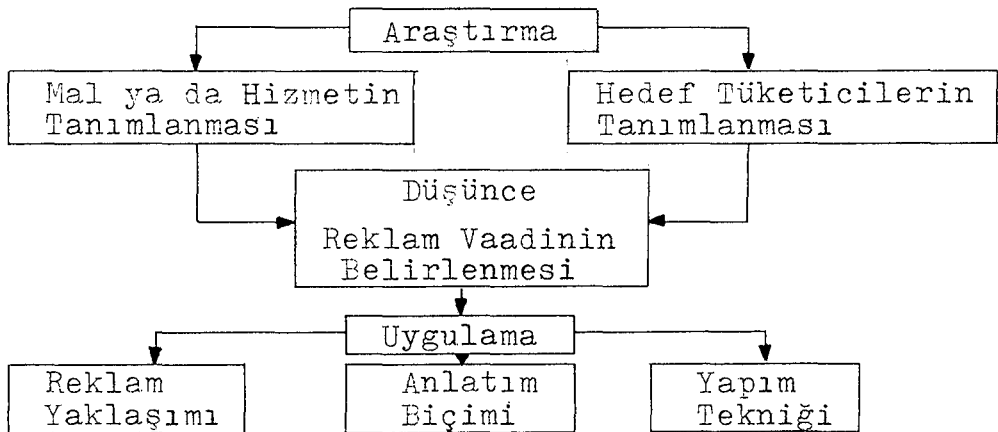 Araştırma
Mal ya da Hizmetin
Tanımlanması
Hedef Tüketicilerin
Tanımlanması
Düşünce
Reklam Vaadinin
Belirlenmesi
Uygulama
Reklam
Yaklaşımı
Anlatım
Biçimi
Yapım
Tekniği